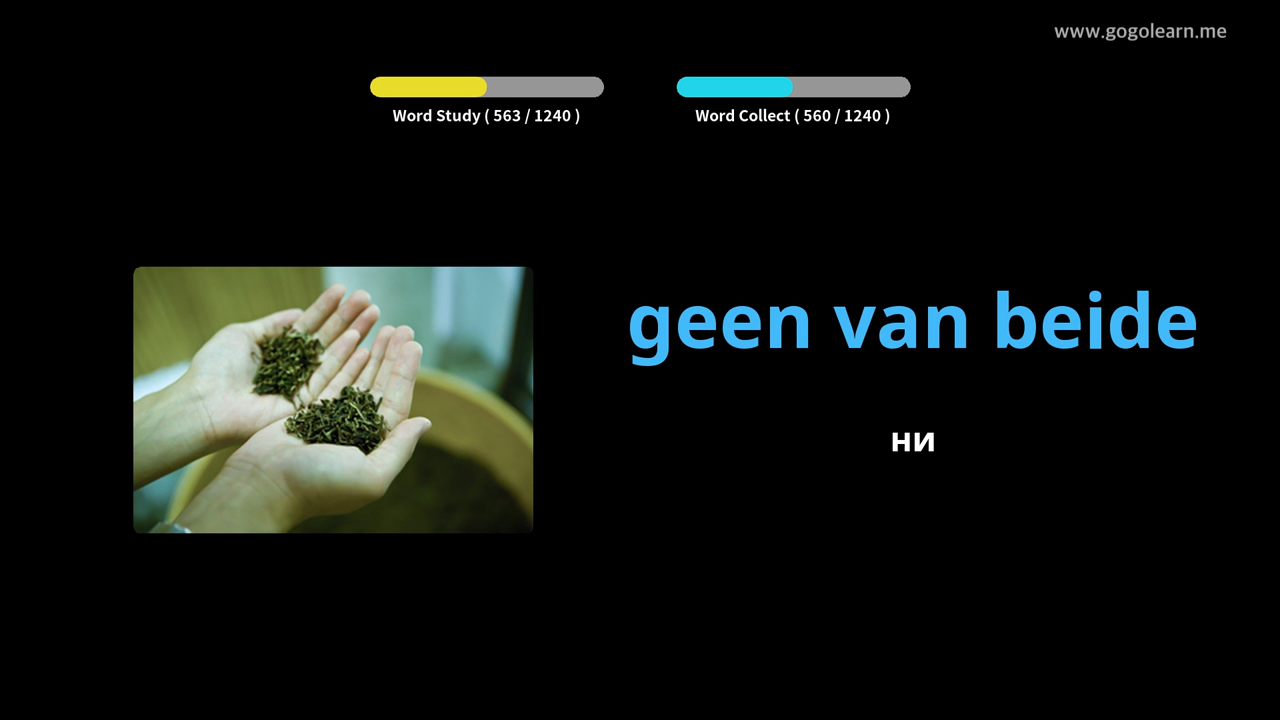 www.gogolearn.me
Word Study ( 563 / 1240 )
Word Collect ( 560 / 1240 )
geen van beide
ни